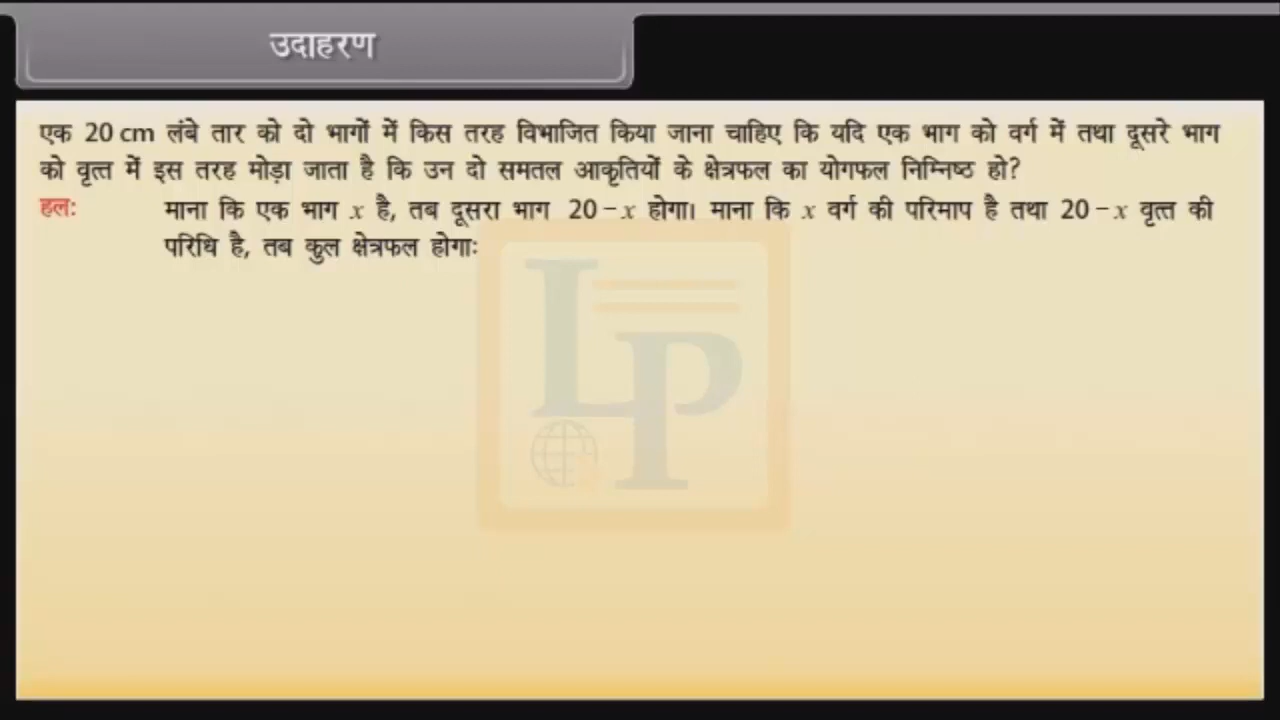 उदाहरण
एक 20 cm लंबे तार को दो भागों में किस तरह विभाजित किया जाना चाहिए कि यदि एक भाग को वर्ग में तथा दूसरे भाग
को वृत्त में इस तरह मोड़ा जाता है कि उन दो समतल आकृतियों के क्षेत्रफल का योगफल निम्निष्ठ हो?
हलः माना कि एक भाग x है, तब दूसरा भाग 20 – x होगा। माना कि x वर्ग की परिमाप है तथा 20 – x वृत्त की
परिधि है, तब कुल क्षेत्रफल होगाः
LP